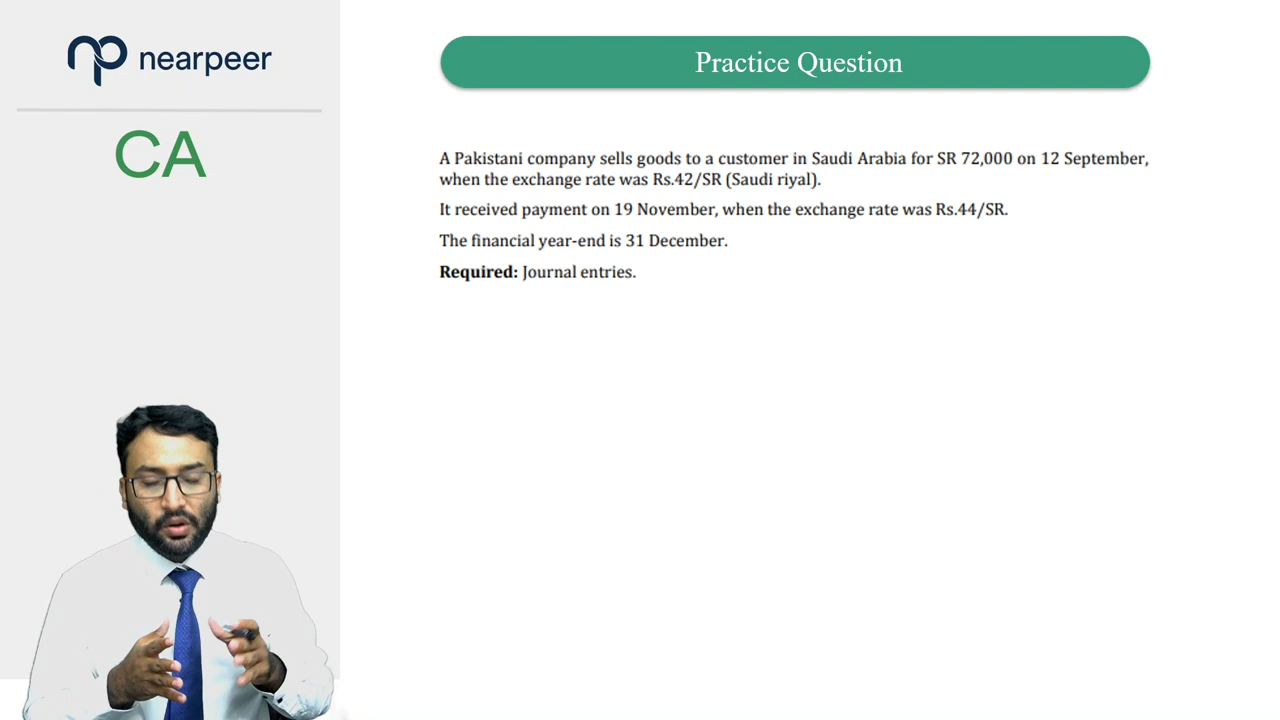 nearpeer
CA
Practice Question
A Pakistani company sells goods to a customer in Saudi Arabia for SR 72,000 on 12 September,
when the exchange rate was Rs.42/SR (Saudi riyal).
It received payment on 19 November, when the exchange rate was Rs.44/SR.
The financial year-end is 31 December.
Required: Journal entries.